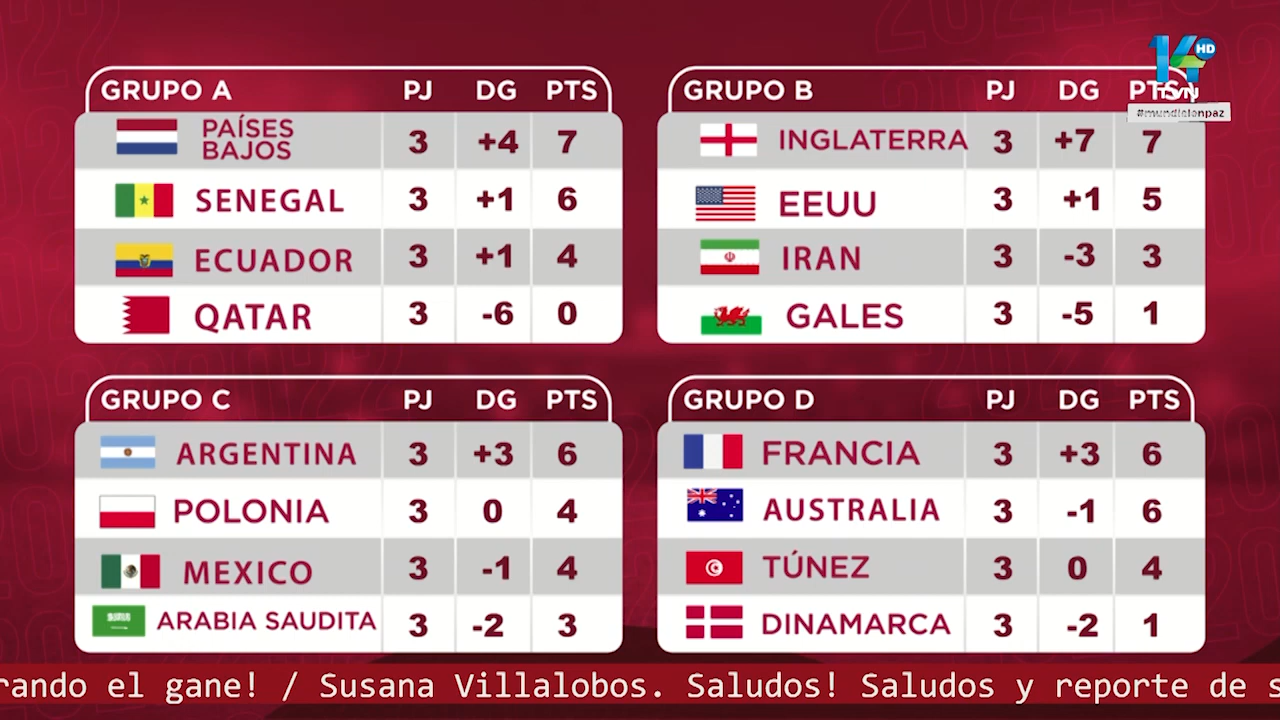 14 HD
TVN
#mundialenpaz
GRUPO A PJ DG PTS
PAÍSES BAJOS 3 +4 7
SENEGAL 3 +1 6
ECUADOR 3 +1 4
QATAR 3 -6 0
GRUPO B PJ DG PTS
INGLATERRA 3 +7 7
EEUU 3 +1 5
IRAN 3 -3 3
GALES 3 -5 1
GRUPO C PJ DG PTS
ARGENTINA 3 +3 6
POLONIA 3 0 4
MEXICO 3 -1 4
ARABIA SAUDITA 3 -2 3
GRUPO D PJ DG PTS
FRANCIA 3 +3 6
AUSTRALIA 3 -1 6
TÚNEZ 3 0 4
DINAMARCA 3 -2 1
rando el gane! / Susana Villalobos. Saludos! Saludos y reporte de s